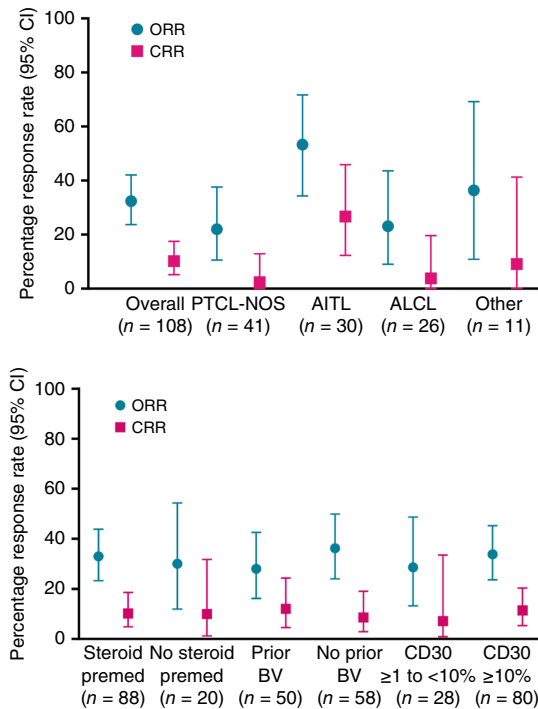 Percentage response rate (95% CI)
100
80
60
40
20
0
ORR
CRR
Overall PTCL-NOS AITL ALCL Other
(n = 108) (n = 41) (n = 30) (n = 26) (n = 11)
Percentage response rate (95% CI)
100
80
60
40
20
0
ORR
CRR
Steroid No steroid Prior No prior CD30 CD30
premed premed BV BV ≥1 to <10% ≥10%
(n = 88) (n = 20) (n = 50) (n = 58) (n = 28) (n = 80)